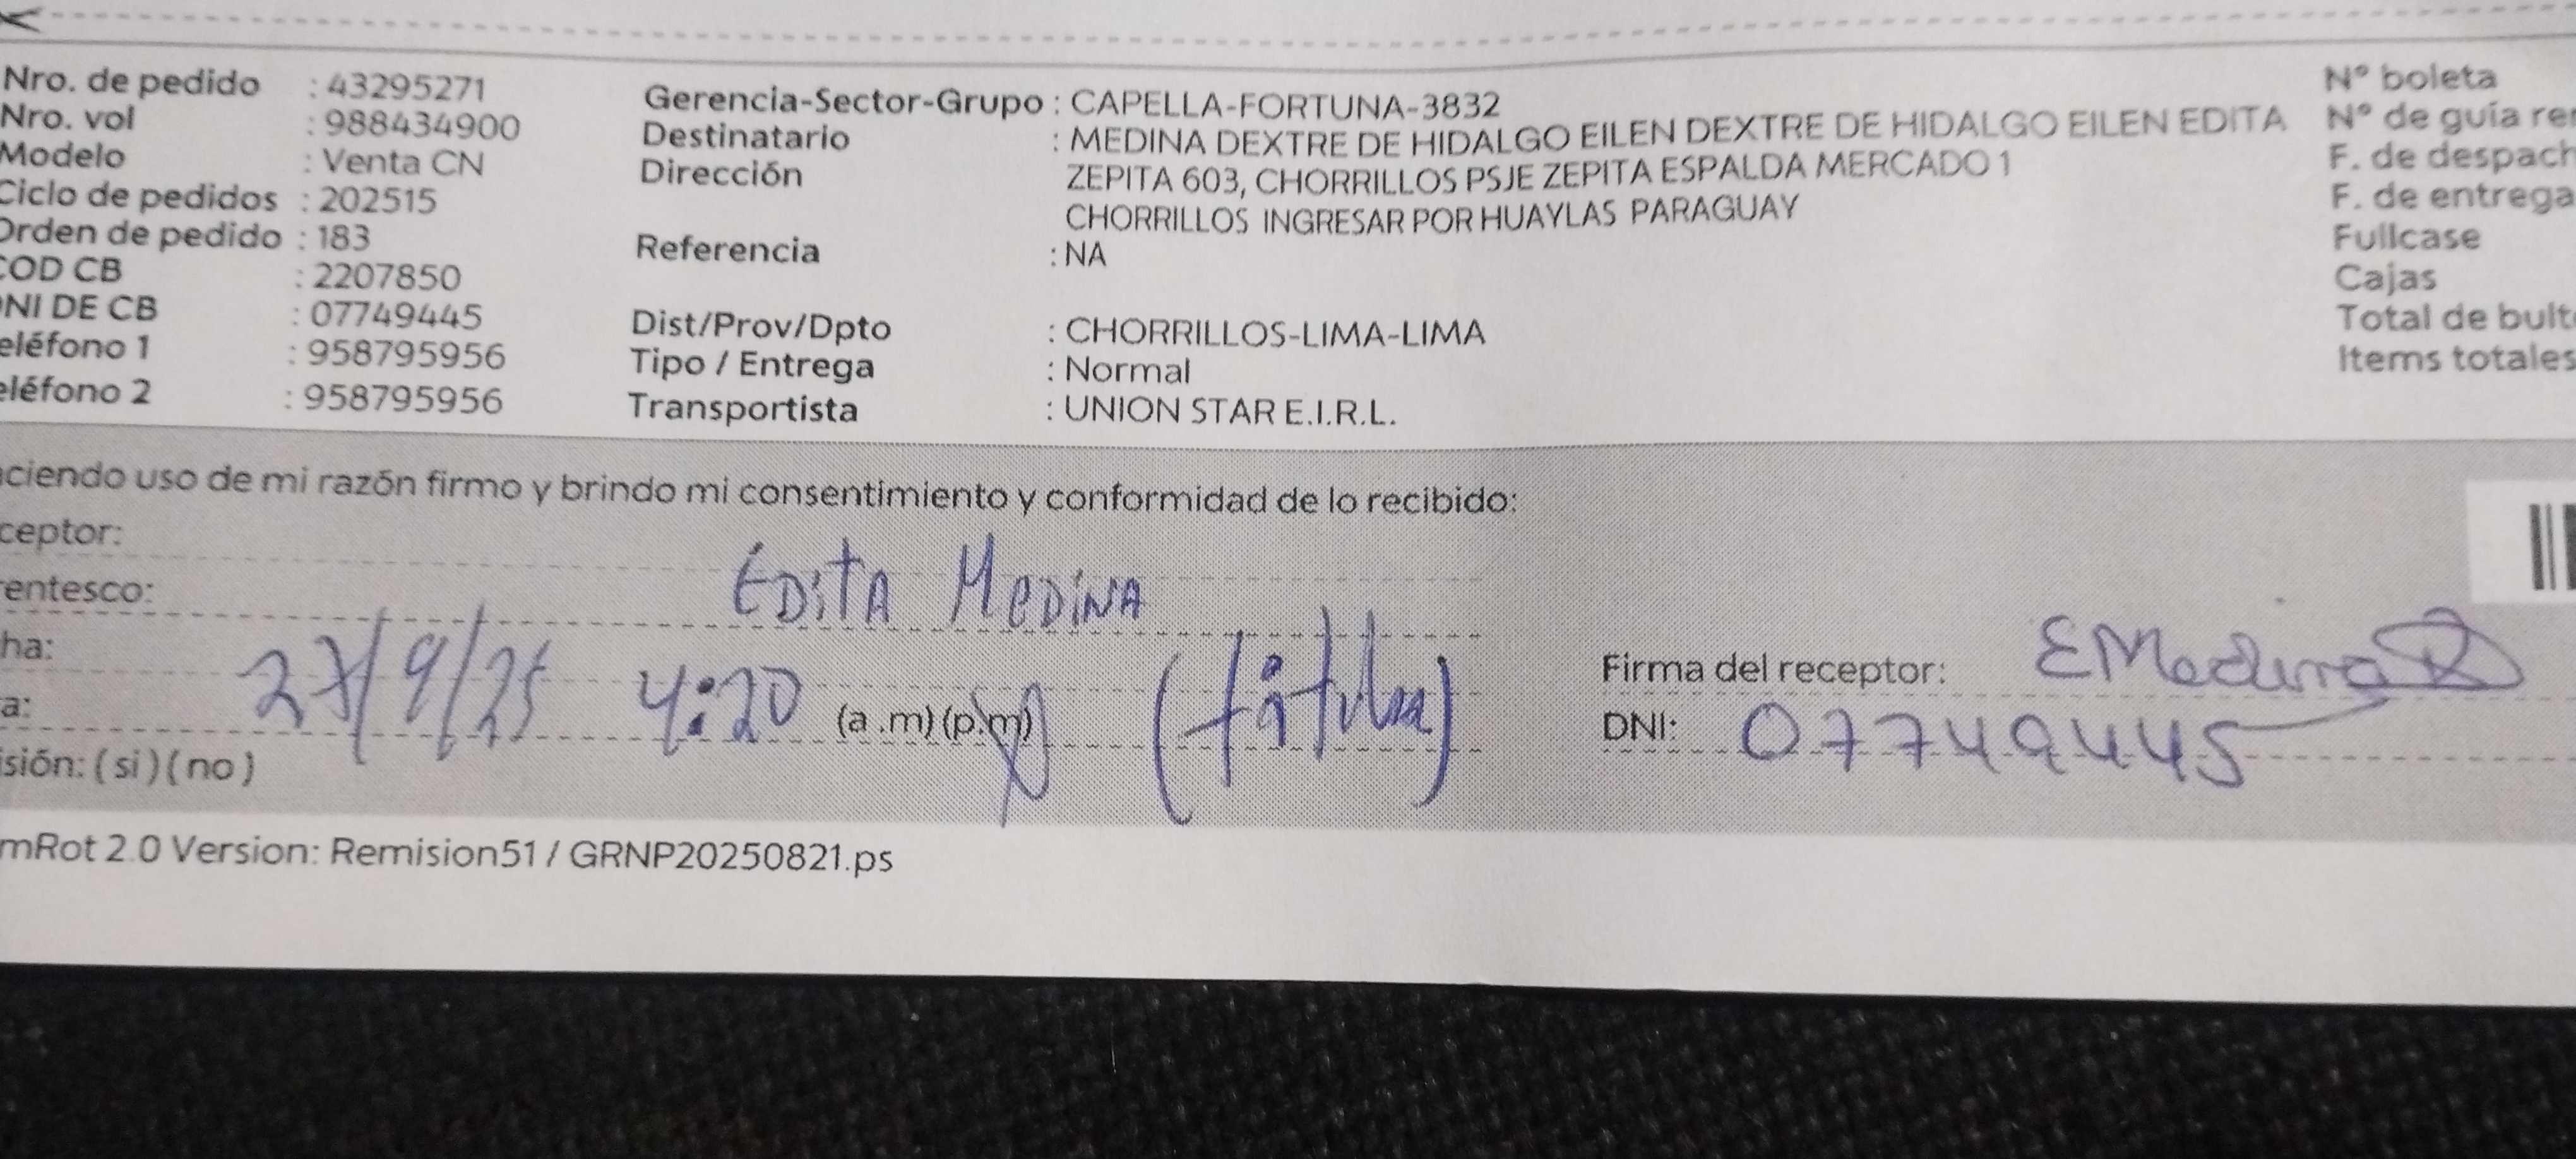 Nro. de pedido : 43295271
Nro. vol : 988434900
Modelo : Venta CN
Ciclo de pedidos : 202515
Orden de pedido : 183
COD CB : 2207850
NI DE CB : 07749445
eléfono 1 : 958795956
eléfono 2 : 958795956
Gerencia-Sector-Grupo : CAPELLA-FORTUNA-3832
Destinatario : MEDINA DEXTRE DE HIDALGO EILEN DEXTRE DE HIDALGO EILEN EDITA
Dirección ZEPITA 603, CHORRILLOS PSJE ZEPITA ESPALDA MERCADO 1
CHORRILLOS INGRESAR POR HUAYLAS PARAGUAY
Referencia : NA
Dist/Prov/Dpto : CHORRILLOS-LIMA-LIMA
Tipo / Entrega : Normal
Transportista : UNION STAR E.I.R.L.
N° boleta
N° de guía rem
F. de despach
F. de entrega
Fullcase
Cajas
Total de bulto
Items totales
aciendo uso de mi razón firmo y brindo mi consentimiento y conformidad de lo recibido:
ceptor:
rentesco: EDITA MEDINA
ha: 27/9/25 4:20 (titular)
a: (a.m) (p.m)
isión: ( si ) ( no )
Firma del receptor: EMedina
DNI: 07749445
mRot 2.0 Version: Remision51 / GRNP20250821.ps